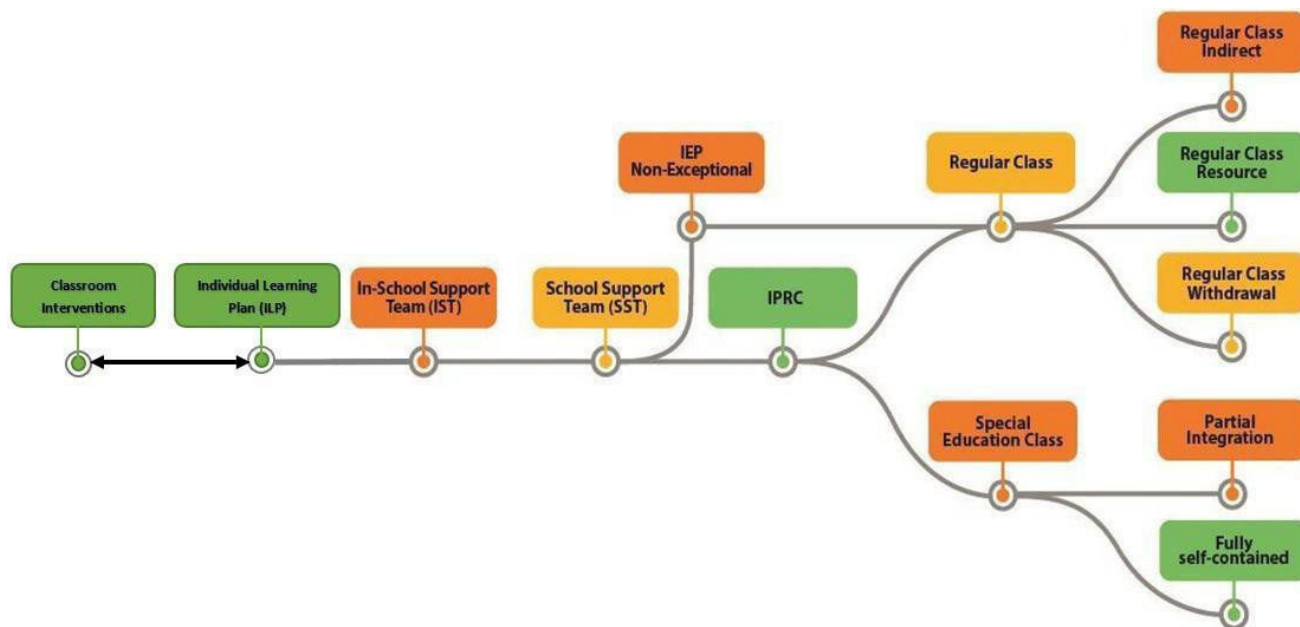 Regular Class
Indirect
IEP
Non-Exceptional
Regular Class
Regular Class
Resource
Classroom
Interventions
Individual Learning
Plan (ILP)
In-School Support
Team (IST)
School Support
Team (SST)
IPRC
Regular Class
Withdrawal
Special
Education Class
Partial
Integration
Fully
self-contained